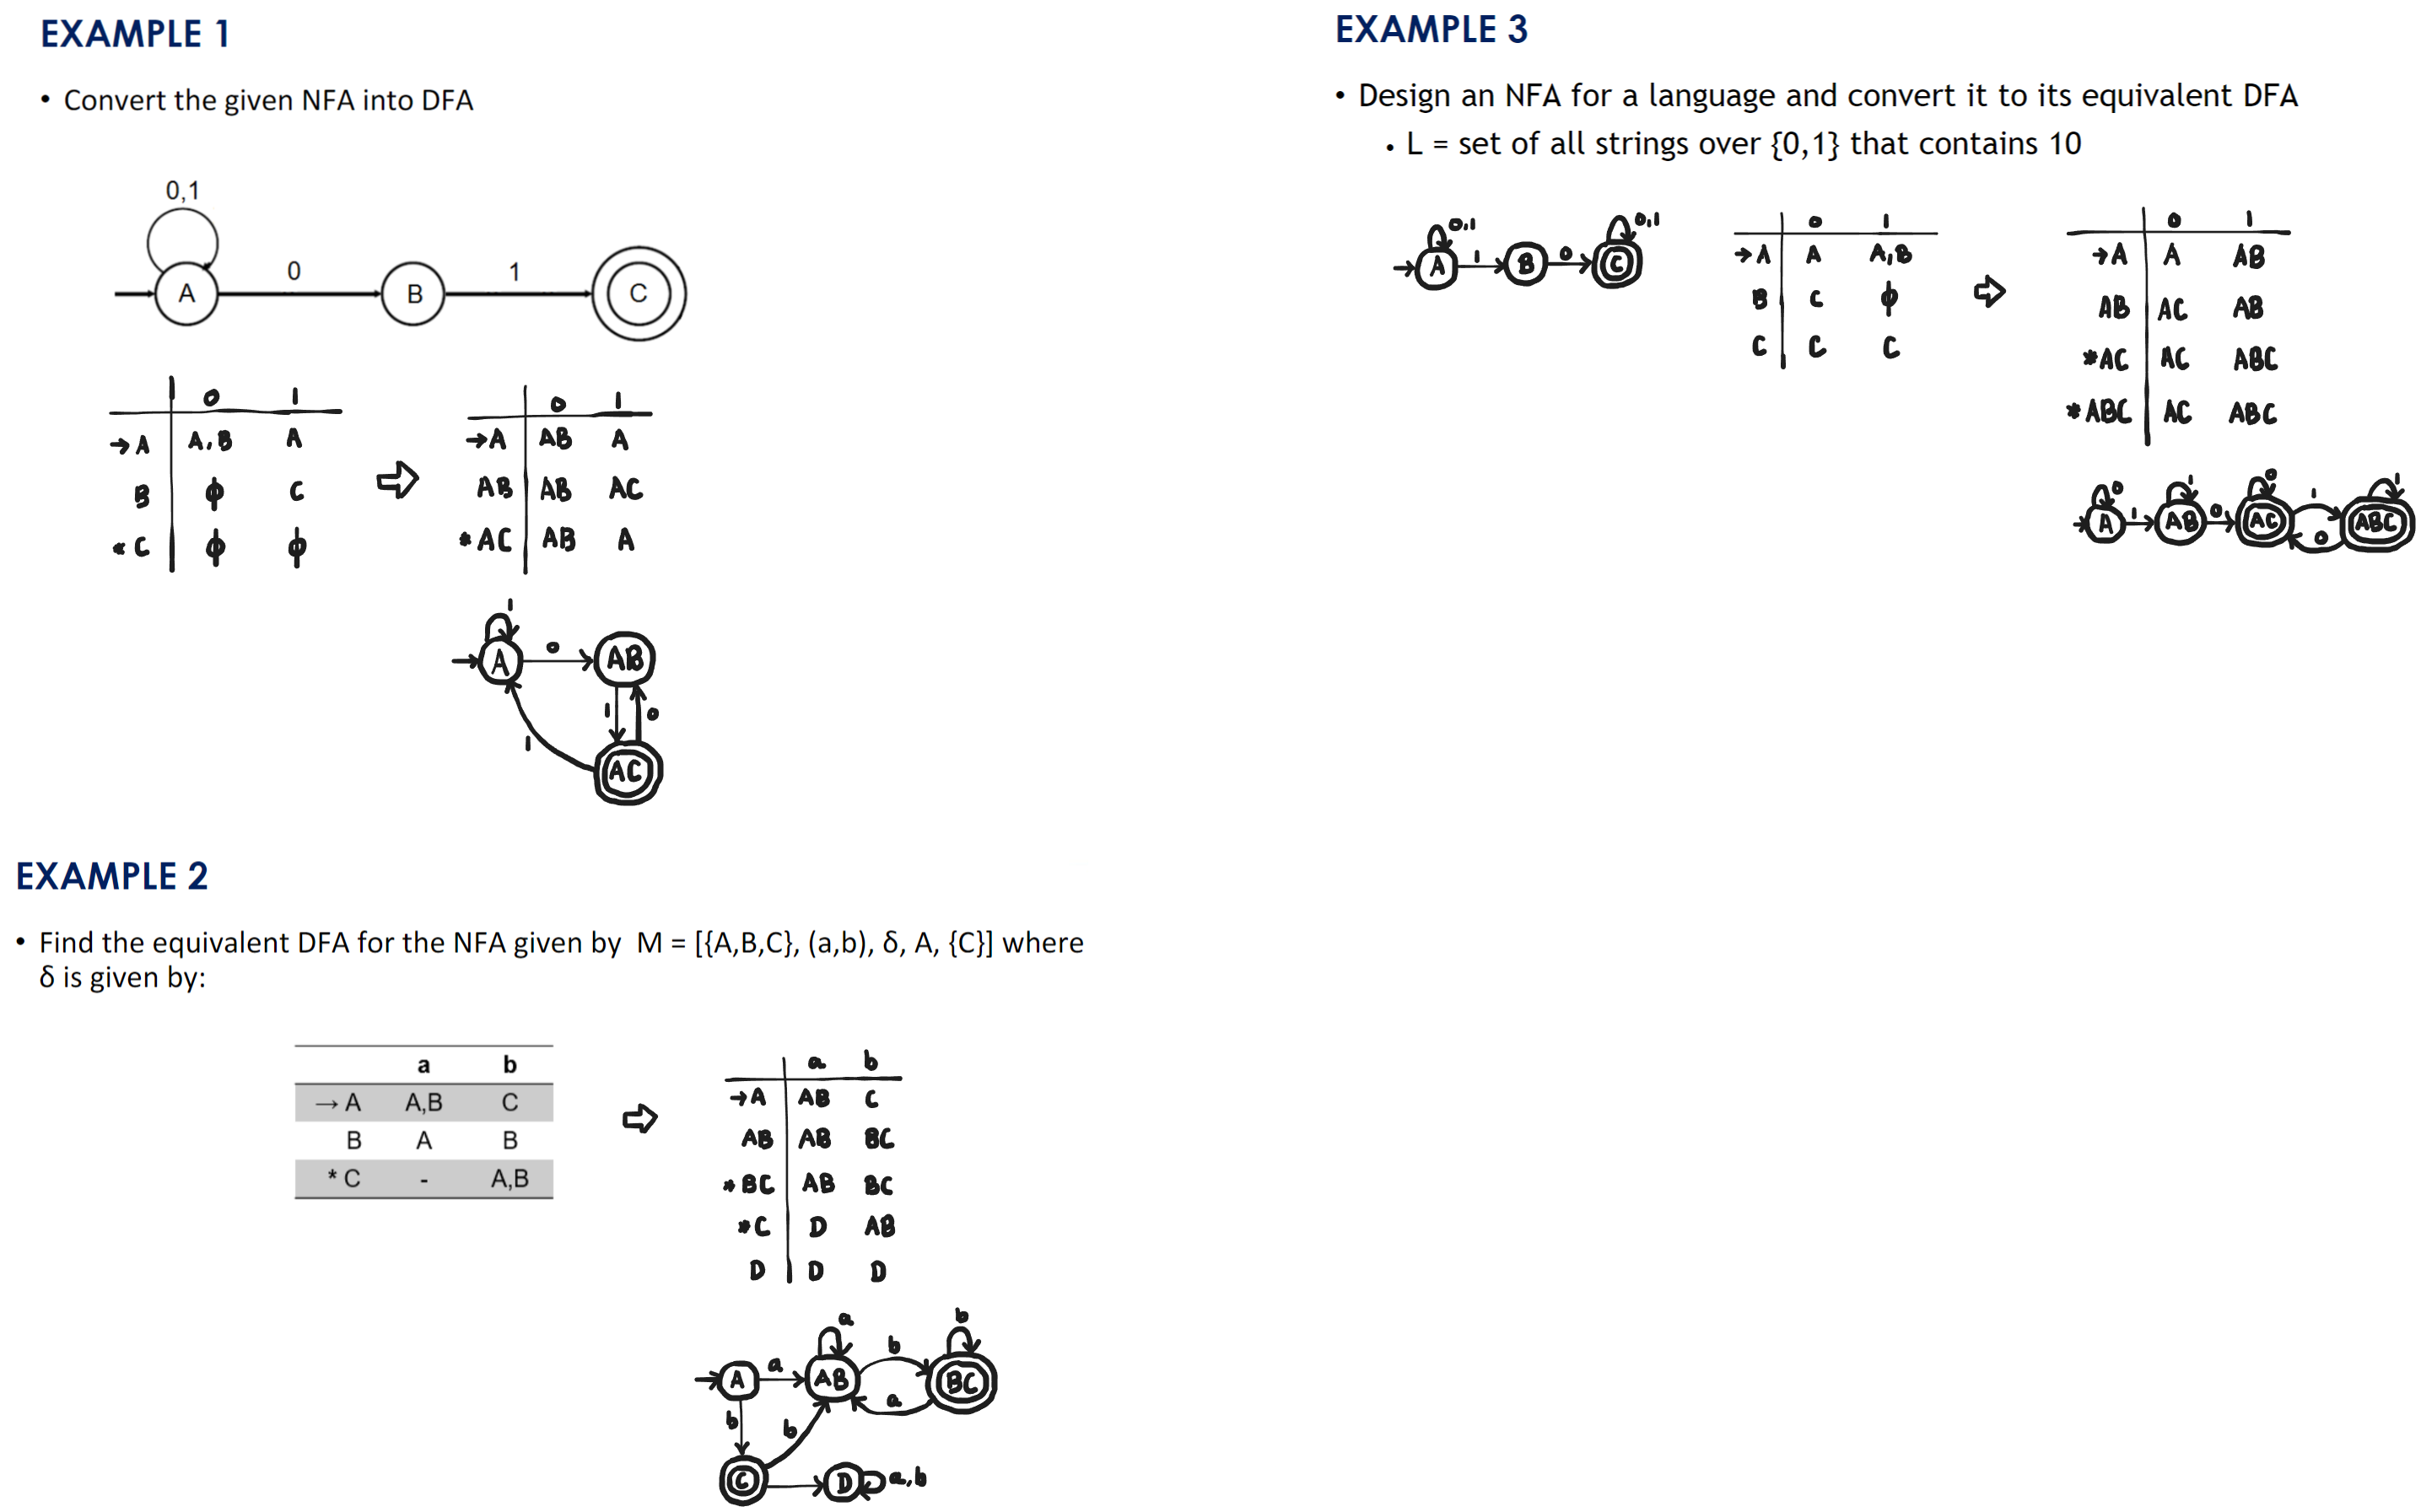 EXAMPLE 1
• Convert the given NFA into DFA
0,1
A 0 B 1 C
0 1
→A A,B A
B ϕ C
*C ϕ ϕ
⇨
0 1
→A AB A
AB AB AC
*AC AB A
1
A 0 AB
1 0
1
AC
EXAMPLE 2
• Find the equivalent DFA for the NFA given by M = [{A,B,C}, (a,b), δ, A, {C}] where
δ is given by:
a b
→ A A,B C
B A B
* C - A,B
⇨
a b
→A AB C
AB AB BC
*BC AB BC
*C D AB
D D D
a b
A a AB b BC
a
b b
C D a,b
EXAMPLE 3
• Design an NFA for a language and convert it to its equivalent DFA
• L = set of all strings over {0,1} that contains 10
0,1 0,1
A 1 B 0 C
0 1
→A A A,B
B C ϕ
C C C
⇨
0 1
→A A AB
AB AC AB
*AC AC ABC
*ABC AC ABC
0 1 0 1 1
A 1 AB 0 AC ABC
0